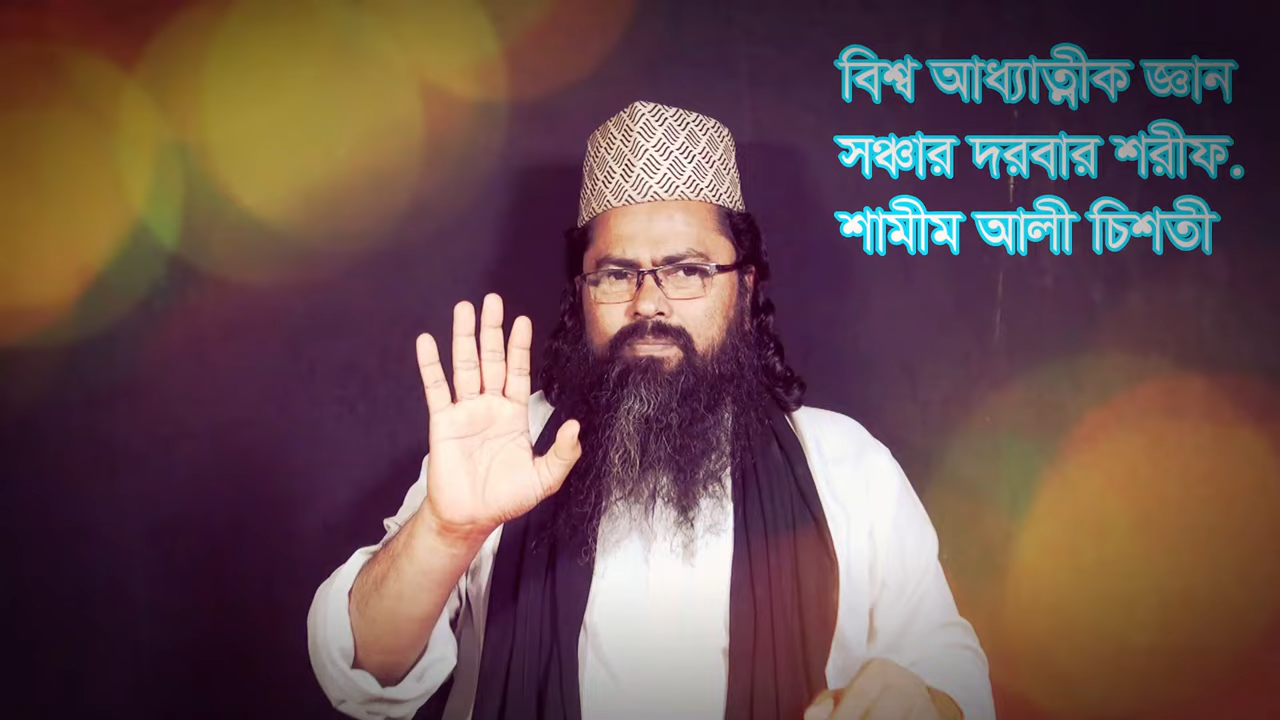 বিশ্ব আধ্যাত্নীক জ্ঞান
সঞ্চার দরবার শরীফ.
শামীম আলী চিশতী